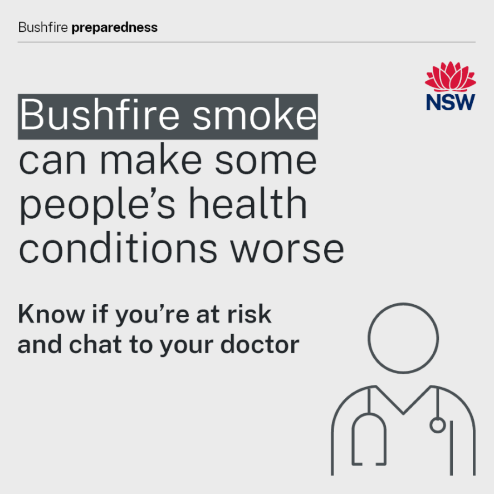 Bushfire preparedness
NSW
Bushfire smoke
can make some
people’s health
conditions worse
Know if you’re at risk
and chat to your doctor